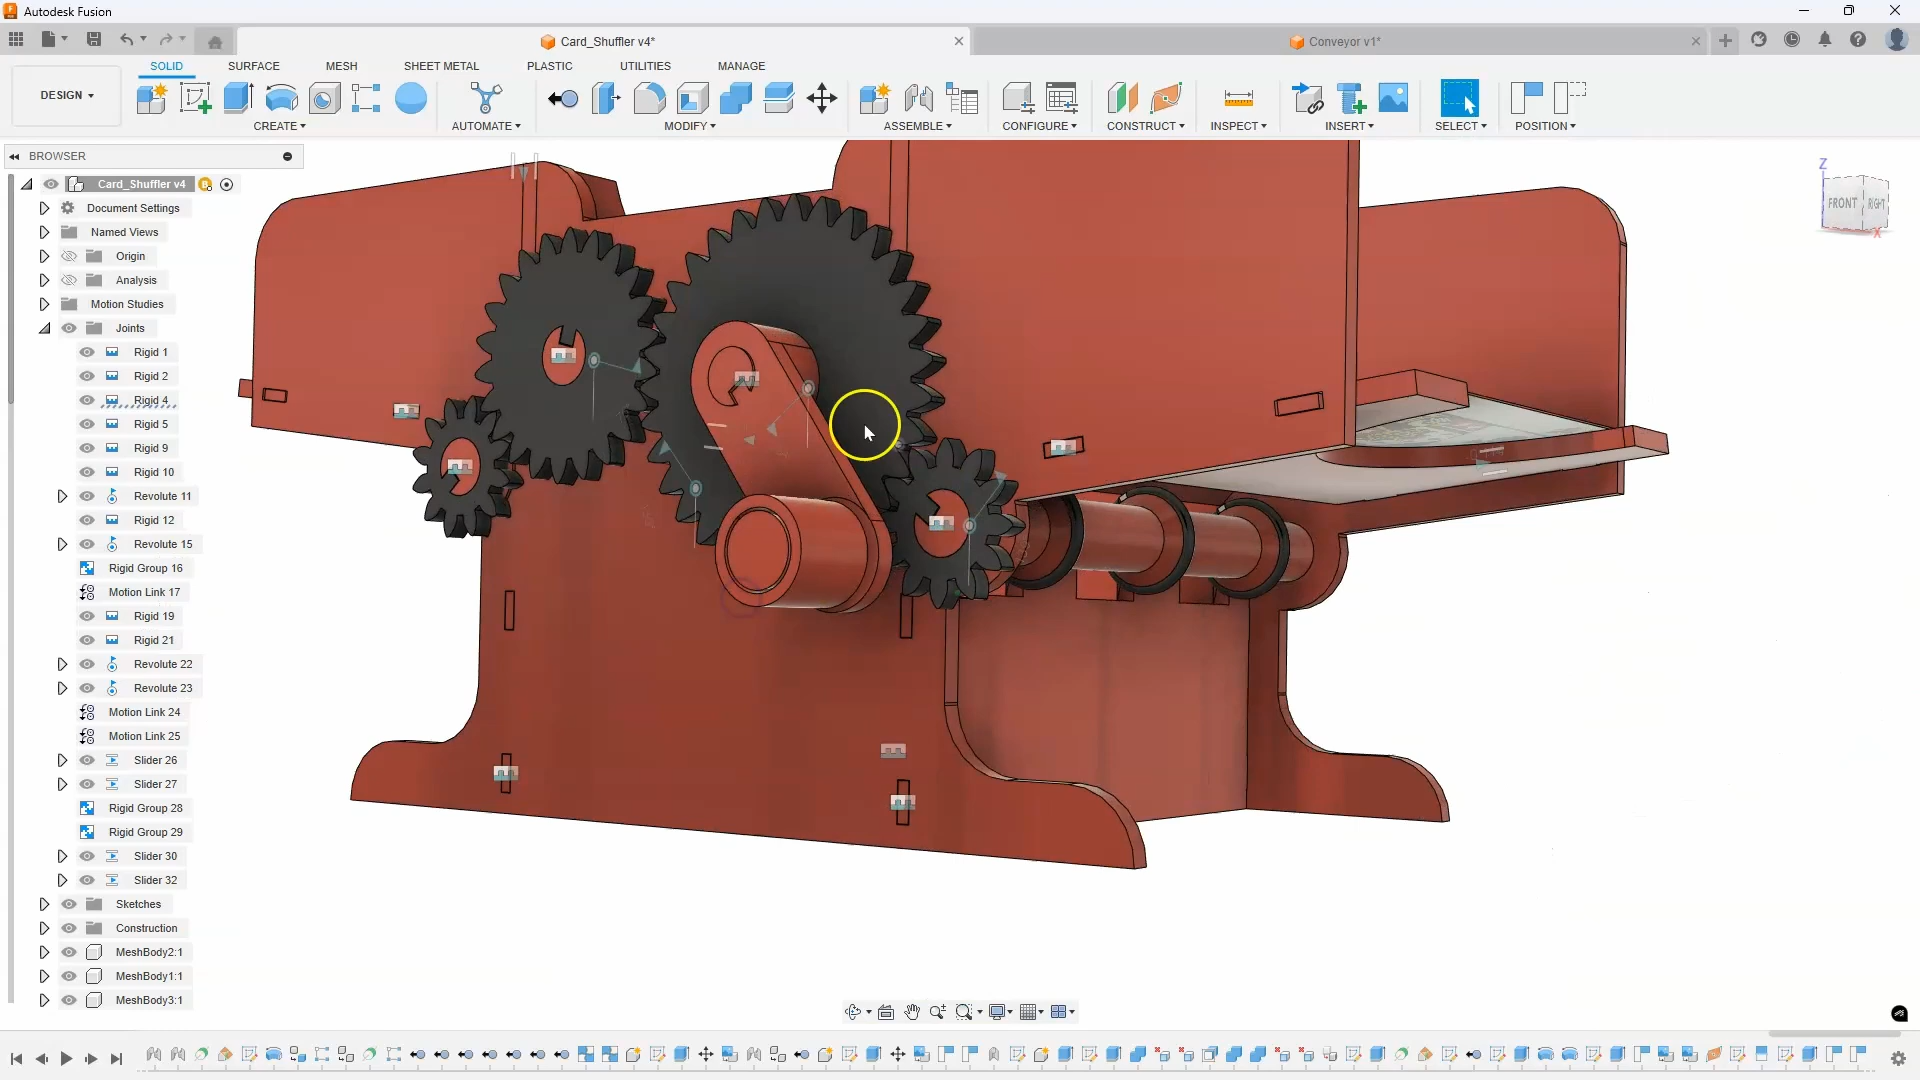 Autodesk Fusion
Card_Shuffler v4*
Conveyor v1*
DESIGN
SOLID
SURFACE
MESH
SHEET METAL
PLASTIC
UTILITIES
MANAGE
CREATE
AUTOMATE
MODIFY
ASSEMBLE
CONFIGURE
CONSTRUCT
INSPECT
INSERT
SELECT
POSITION
BROWSER
Card_Shuffler v4
Document Settings
Named Views
Origin
Analysis
Motion Studies
Joints
Rigid 1
Rigid 2
Rigid 4
Rigid 5
Rigid 9
Rigid 10
Revolute 11
Rigid 12
Revolute 15
Rigid Group 16
Motion Link 17
Rigid 19
Rigid 21
Revolute 22
Revolute 23
Motion Link 24
Motion Link 25
Slider 26
Slider 27
Rigid Group 28
Rigid Group 29
Slider 30
Slider 32
Sketches
Construction
MeshBody2:1
MeshBody1:1
MeshBody3:1
Z
FRONT
RIGHT
X